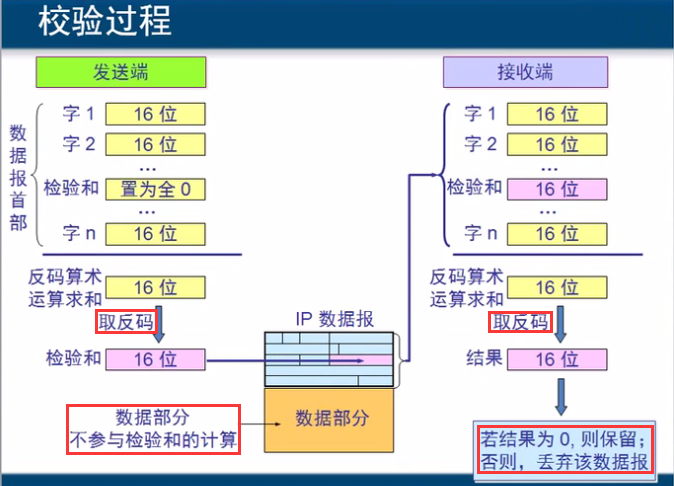 校验过程
发送端
数据报首部
字 1
16 位
字 2
16 位
...
检验和
置为全 0
...
字 n
16 位
反码算术
运算求和
16 位
取反码
检验和
16 位
数据部分
不参与检验和的计算
IP 数据报
数据部分
接收端
字 1
16 位
字 2
16 位
...
检验和
16 位
...
字 n
16 位
反码算术
运算求和
16 位
取反码
结果
16 位
若结果为 0, 则保留；
否则，丢弃该数据报